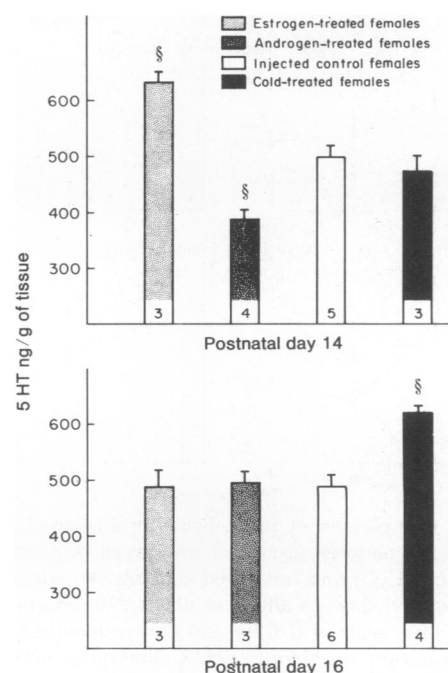 Estrogen-treated females
Androgen-treated females
Injected control females
Cold-treated females
§
§
600
500
400
300
3
4
5
3
Postnatal day 14
5 HT ng/g of tissue
§
600
500
400
300
3
3
6
4
Postnatal day 16